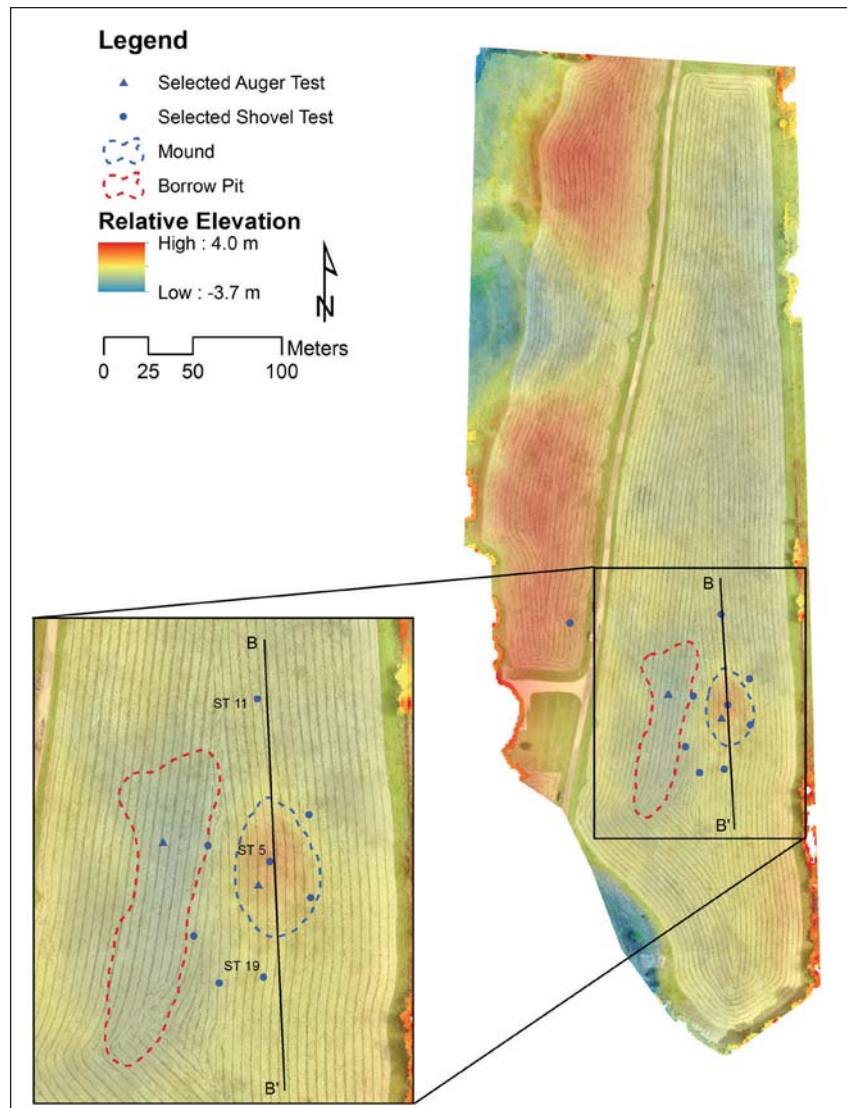 Legend
Selected Auger Test
Selected Shovel Test
Mound
Borrow Pit
Relative Elevation
High : 4.0 m
Low : -3.7 m
N
Meters
0 25 50 100
B
B'
B
ST 11
ST 5
ST 19
B'